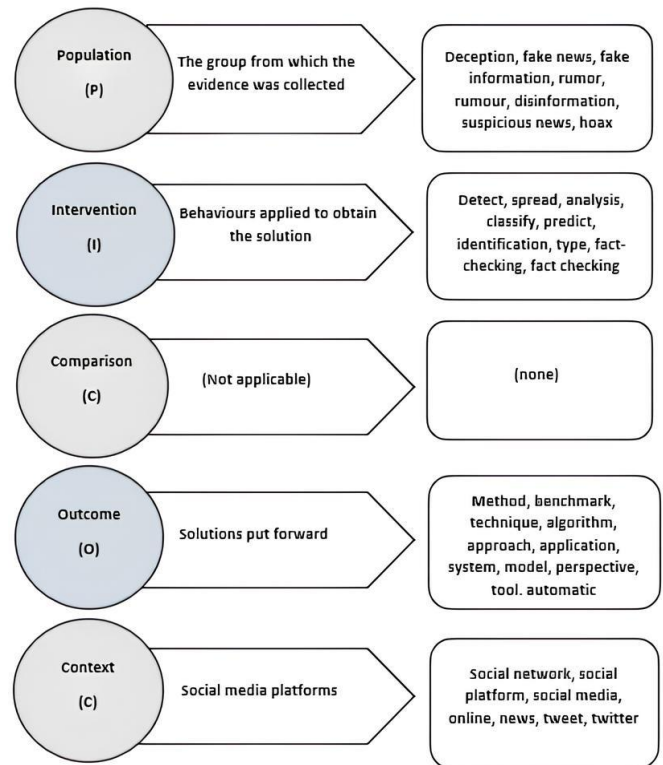 Population
(P)
The group from which the
evidence was collected
Deception, fake news, fake
information, rumor,
rumour, disinformation,
suspicious news, hoax
Intervention
(I)
Behaviours applied to obtain
the solution
Detect, spread, analysis,
classify, predict,
identification, type, fact-
checking, fact checking
Comparison
(C)
(Not applicable)
(none)
Outcome
(O)
Solutions put forward
Method, benchmark,
technique, algorithm,
approach, application,
system, model, perspective,
tool. automatic
Context
(C)
Social media platforms
Social network, social
platform, social media,
online, news, tweet, twitter